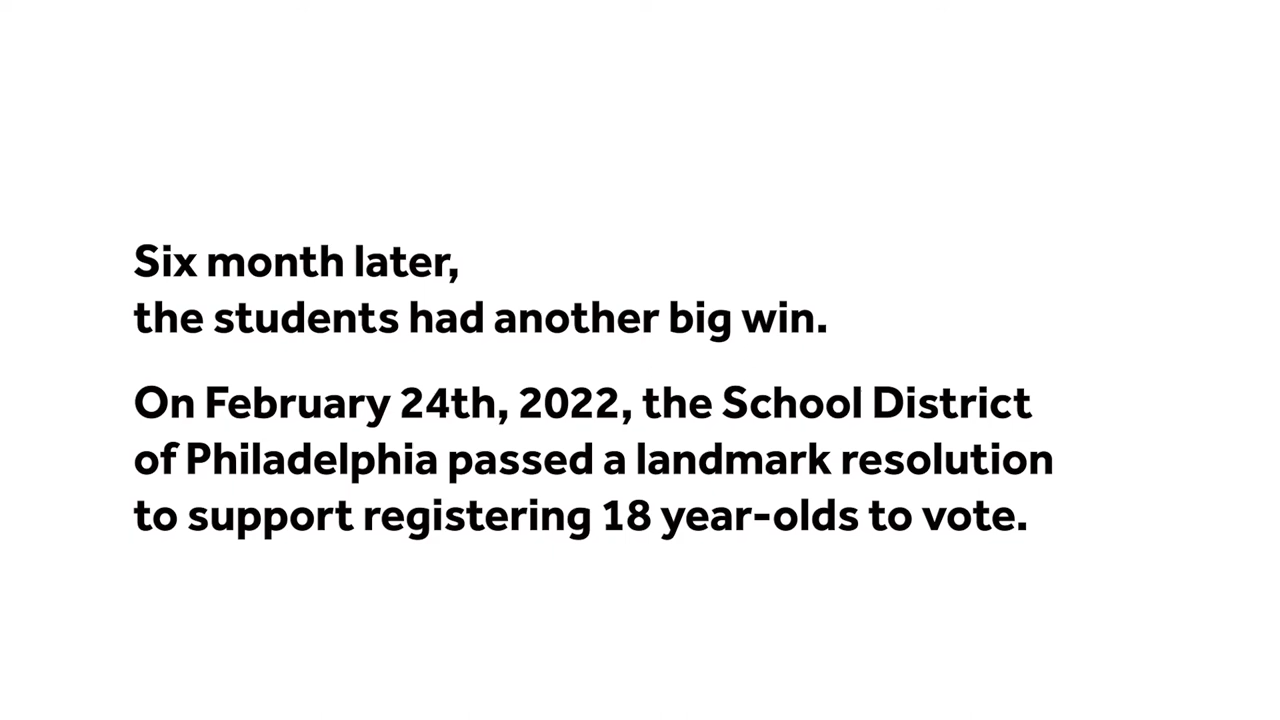 Six month later,
the students had another big win.
On February 24th, 2022, the School District
of Philadelphia passed a landmark resolution
to support registering 18 year-olds to vote.